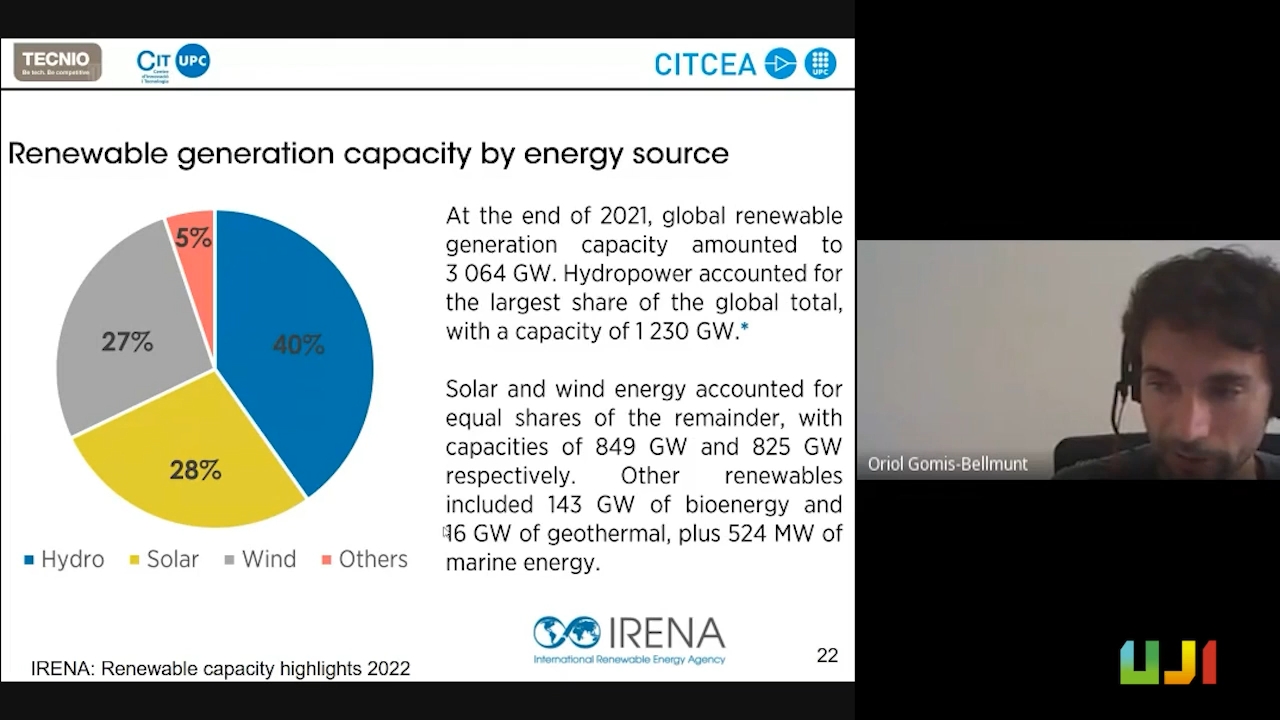 TECNIO
Be tech. Be competitive.
CIT UPC
Centre
d'Innovació
i Tecnologia
CITCEA
UPC
Renewable generation capacity by energy source
5%
27%
40%
28%
Hydro Solar Wind Others
At the end of 2021, global renewable
generation capacity amounted to
3 064 GW. Hydropower accounted for
the largest share of the global total,
with a capacity of 1 230 GW.*
Solar and wind energy accounted for
equal shares of the remainder, with
capacities of 849 GW and 825 GW
respectively. Other renewables
included 143 GW of bioenergy and
16 GW of geothermal, plus 524 MW of
marine energy.
IRENA
International Renewable Energy Agency
IRENA: Renewable capacity highlights 2022
22
Oriol Gomis-Bellmunt
UJI